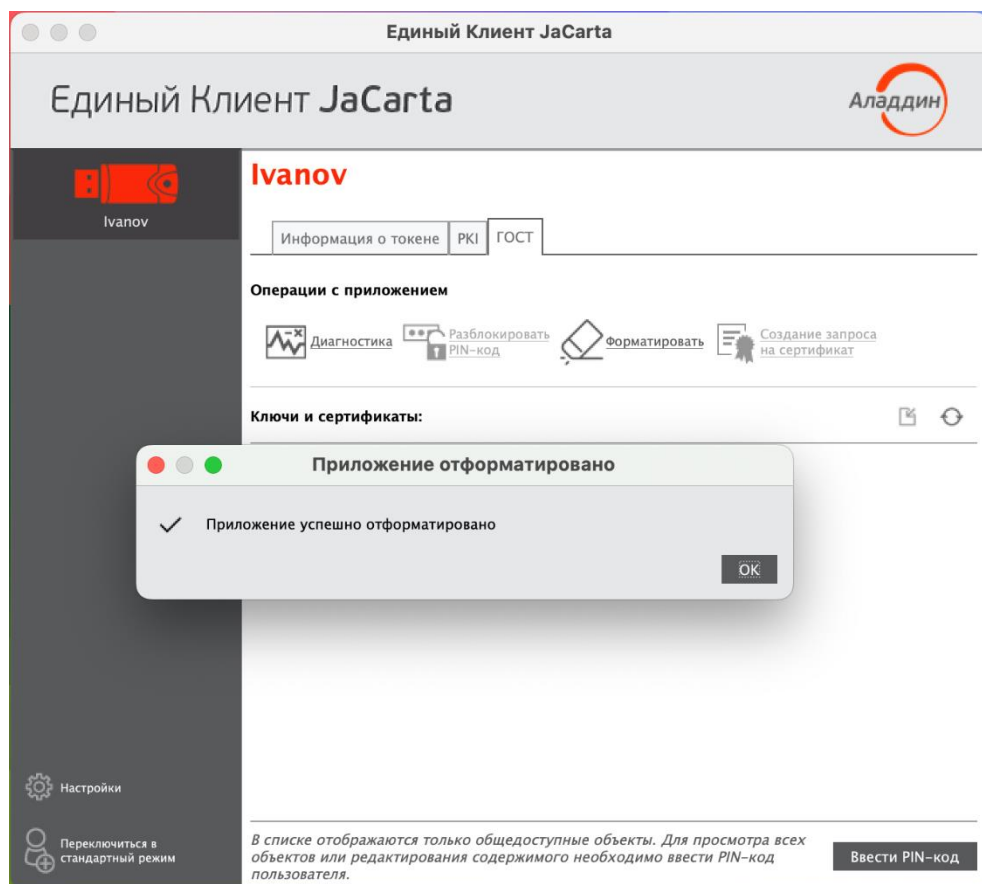 Единый Клиент JaCarta
Единый Клиент JaCarta
Аладдин
Ivanov
Ivanov
Информация о токене
PKI
ГОСТ
Операции с приложением
Диагностика
Разблокировать
PIN-код
Форматировать
Создание запроса
на сертификат
Ключи и сертификаты:
Приложение отформатировано
Приложение успешно отформатировано
OK
Настройки
Переключиться в
стандартный режим
В списке отображаются только общедоступные объекты. Для просмотра всех
объектов или редактирования содержимого необходимо ввести PIN-код
пользователя.
Ввести PIN-код